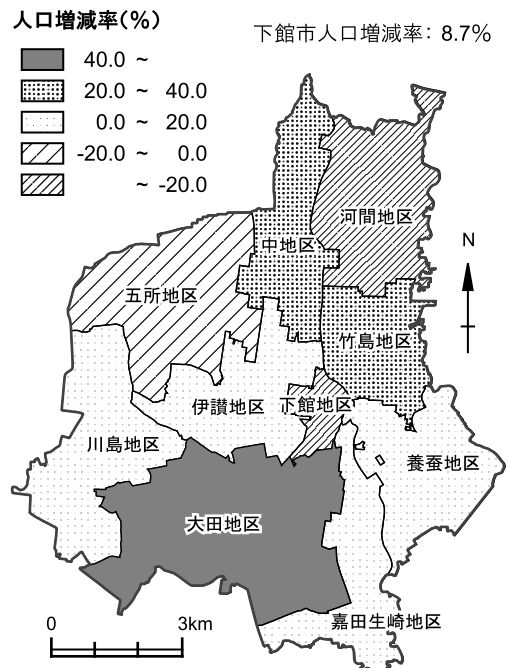 人口増減率(%)
下館市人口増減率: 8.7%
40.0 ~
20.0 ~ 40.0
0.0 ~ 20.0
-20.0 ~ 0.0
~ -20.0
河間地区
中地区
N
五所地区
竹島地区
伊讃地区
下館地区
川島地区
養蚕地区
大田地区
嘉田生崎地区
0 3km